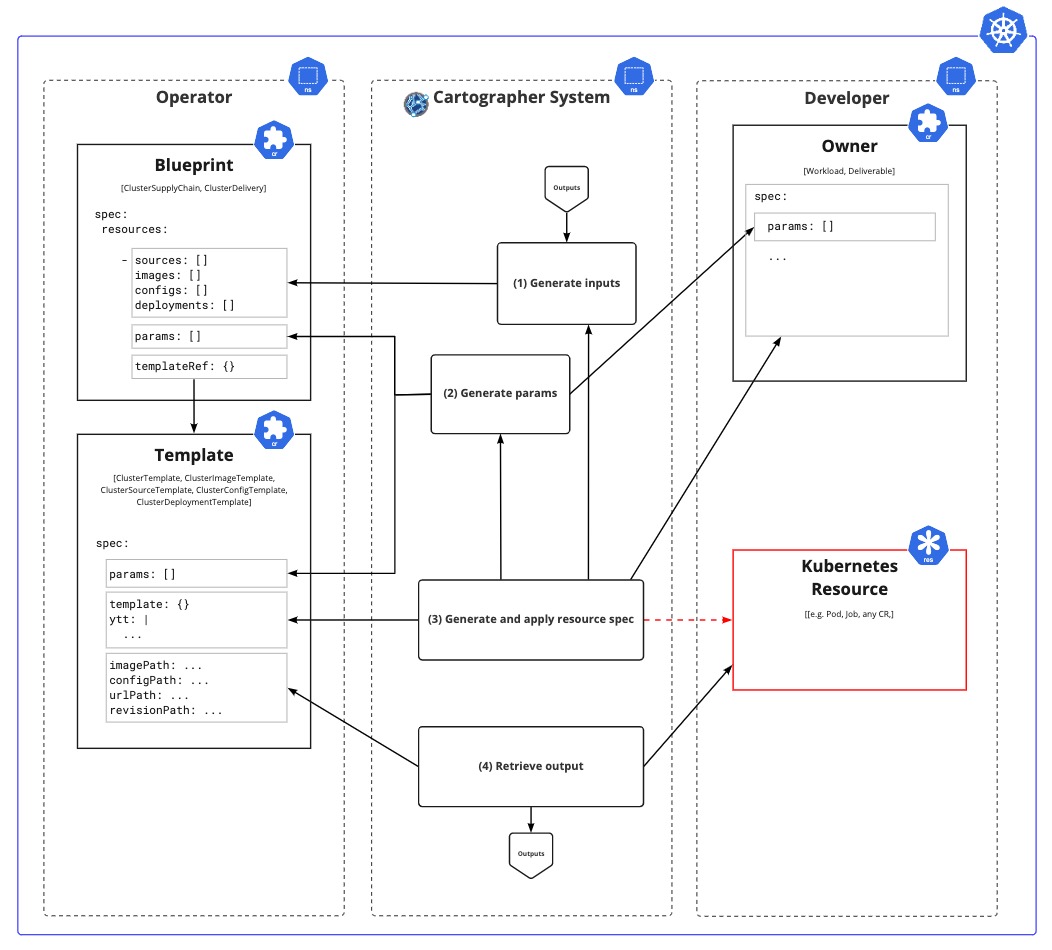 ns
Operator
cr
Blueprint
[ClusterSupplyChain, ClusterDelivery]
spec:
resources:
- sources: []
images: []
configs: []
deployments: []
params: []
templateRef: {}
cr
Template
[ClusterTemplate, ClusterImageTemplate,
ClusterSourceTemplate, ClusterConfigTemplate,
ClusterDeploymentTemplate]
spec:
params: []
template: {}
ytt: |
...
imagePath: ...
configPath: ...
urlPath: ...
revisionPath: ...
ns
Cartographer System
Outputs
(1) Generate inputs
(2) Generate params
(3) Generate and apply resource spec
(4) Retrieve output
Outputs
ns
Developer
cr
Owner
[Workload, Deliverable]
spec:
params: []
...
res
Kubernetes
Resource
[[e.g. Pod, Job, any CR,]